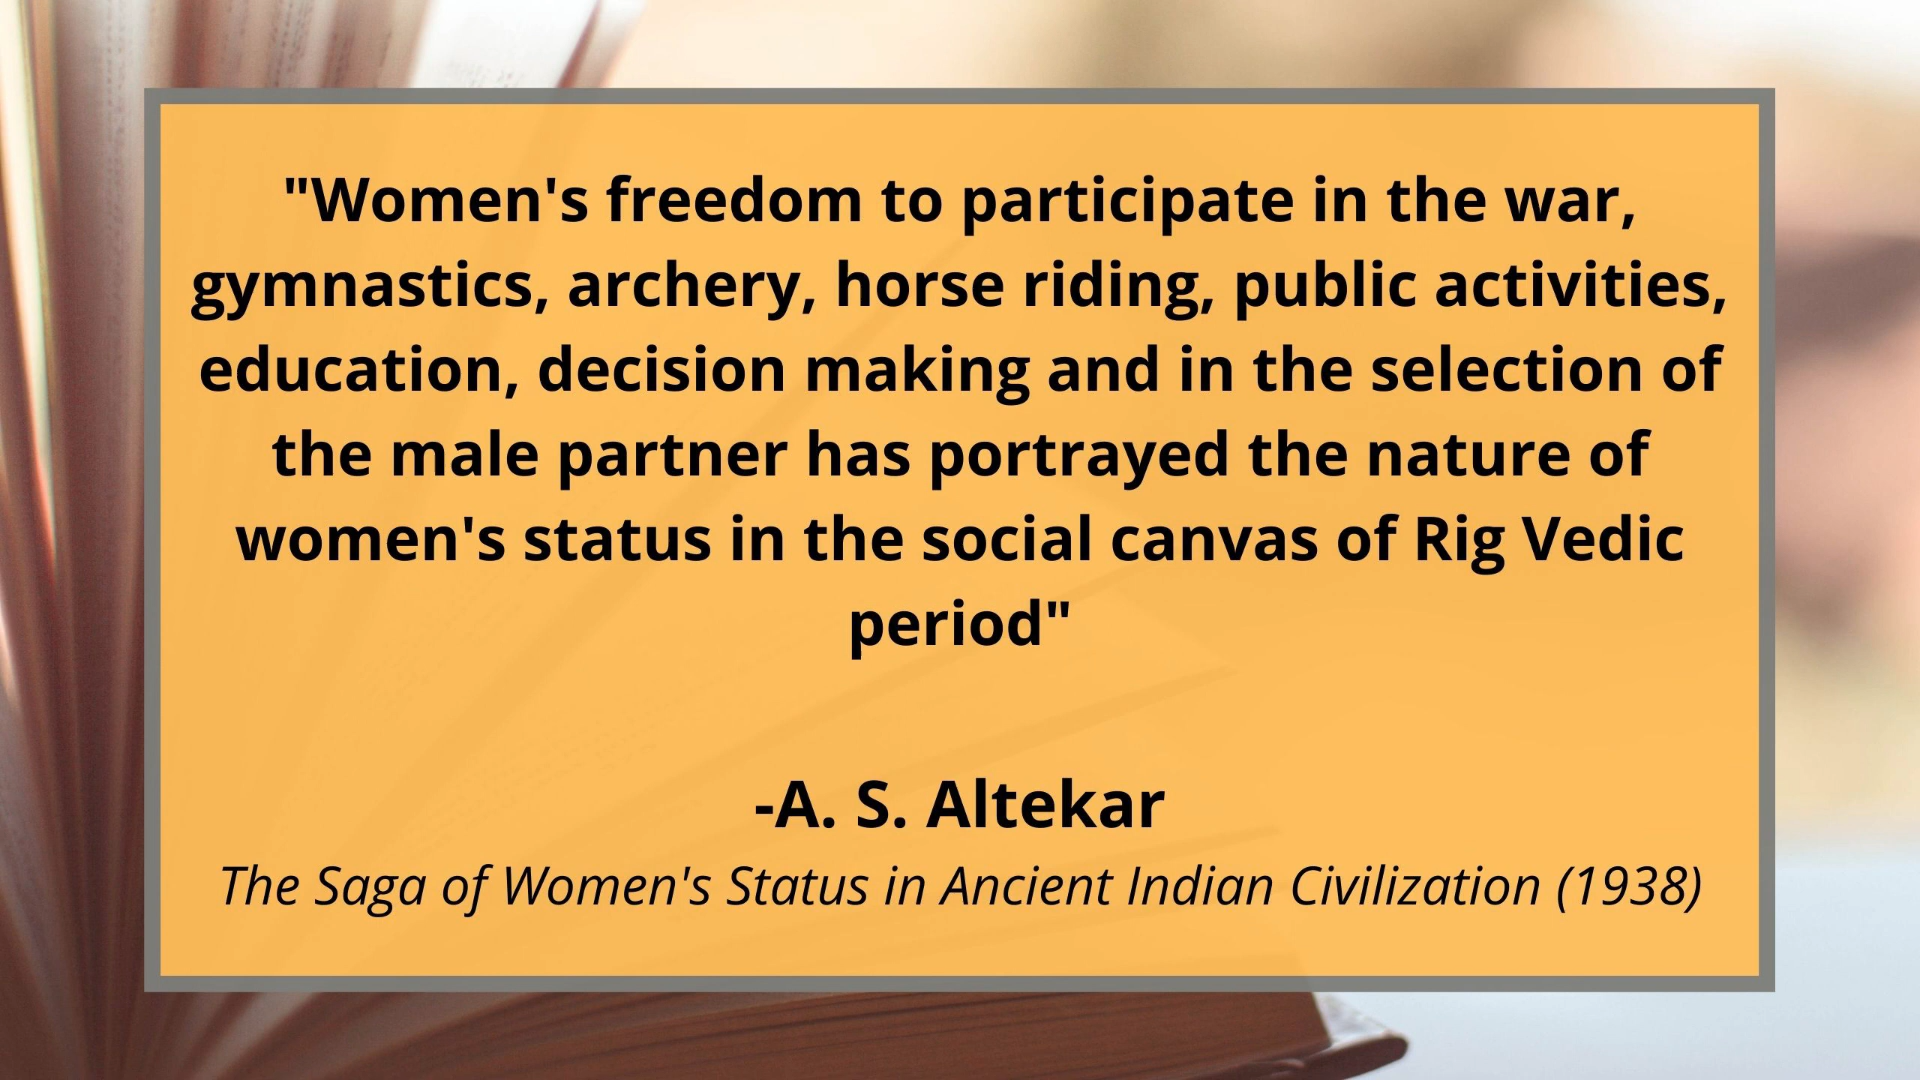 "Women's freedom to participate in the war,
gymnastics, archery, horse riding, public activities,
education, decision making and in the selection of
the male partner has portrayed the nature of
women's status in the social canvas of Rig Vedic
period"
-A. S. Altekar
The Saga of Women's Status in Ancient Indian Civilization (1938)